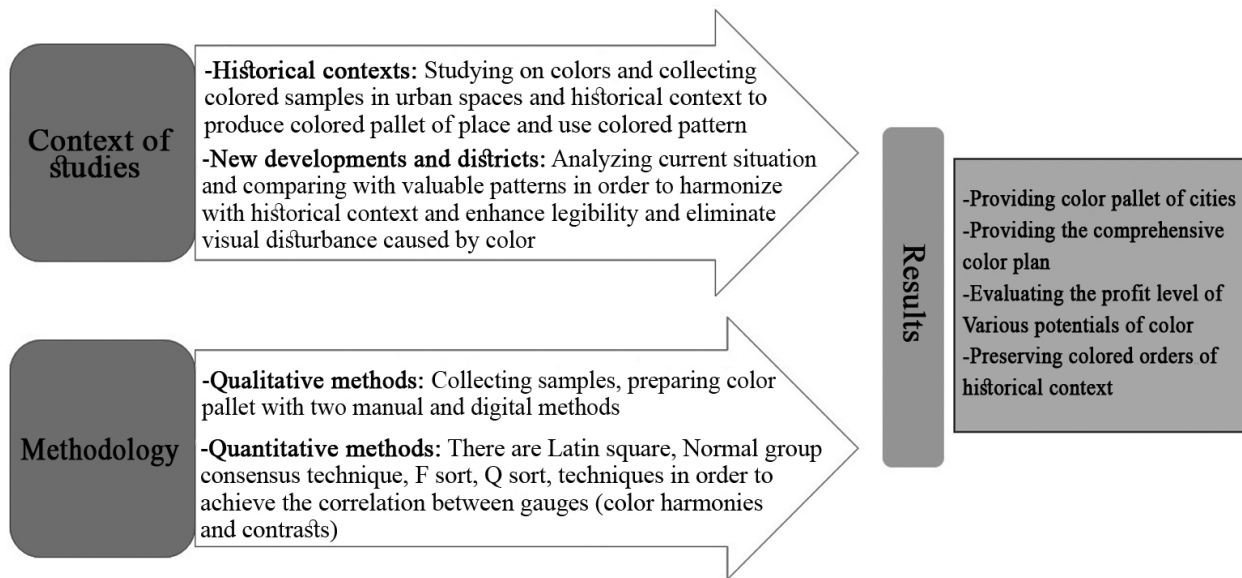 Context of
studies
-Historical contexts: Studying on colors and collecting
colored samples in urban spaces and historical context to
produce colored pallet of place and use colored pattern
-New developments and districts: Analyzing current situation
and comparing with valuable patterns in order to harmonize
with historical context and enhance legibility and eliminate
visual disturbance caused by color
Methodology
-Qualitative methods: Collecting samples, preparing color
pallet with two manual and digital methods
-Quantitative methods: There are Latin square, Normal group
consensus technique, F sort, Q sort, techniques in order to
achieve the correlation between gauges (color harmonies
and contrasts)
Results
-Providing color pallet of cities
-Providing the comprehensive
color plan
-Evaluating the profit level of
Various potentials of color
-Preserving colored orders of
historical context